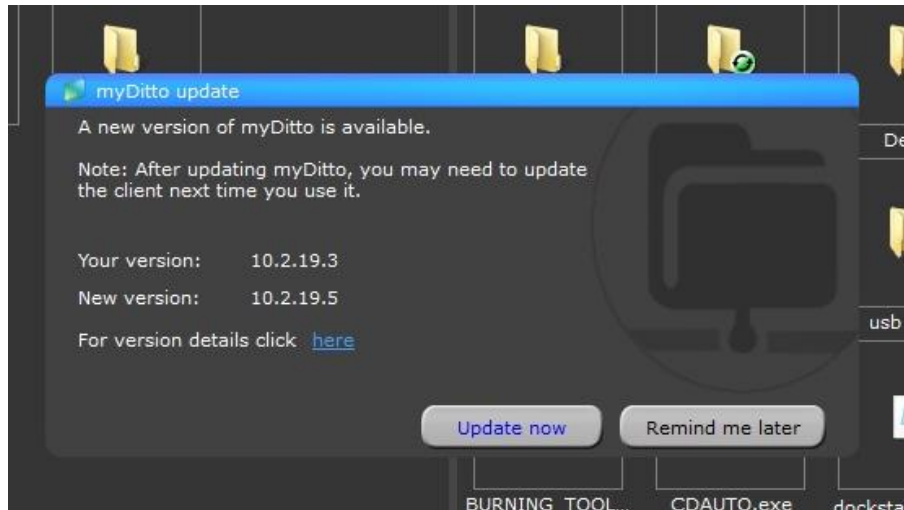 myDitto update
A new version of myDitto is available.
Note: After updating myDitto, you may need to update
the client next time you use it.
Your version: 10.2.19.3
New version: 10.2.19.5
For version details click here
Update now Remind me later
De
usb
BURNING_TOOL... CDAUTO.exe docksta